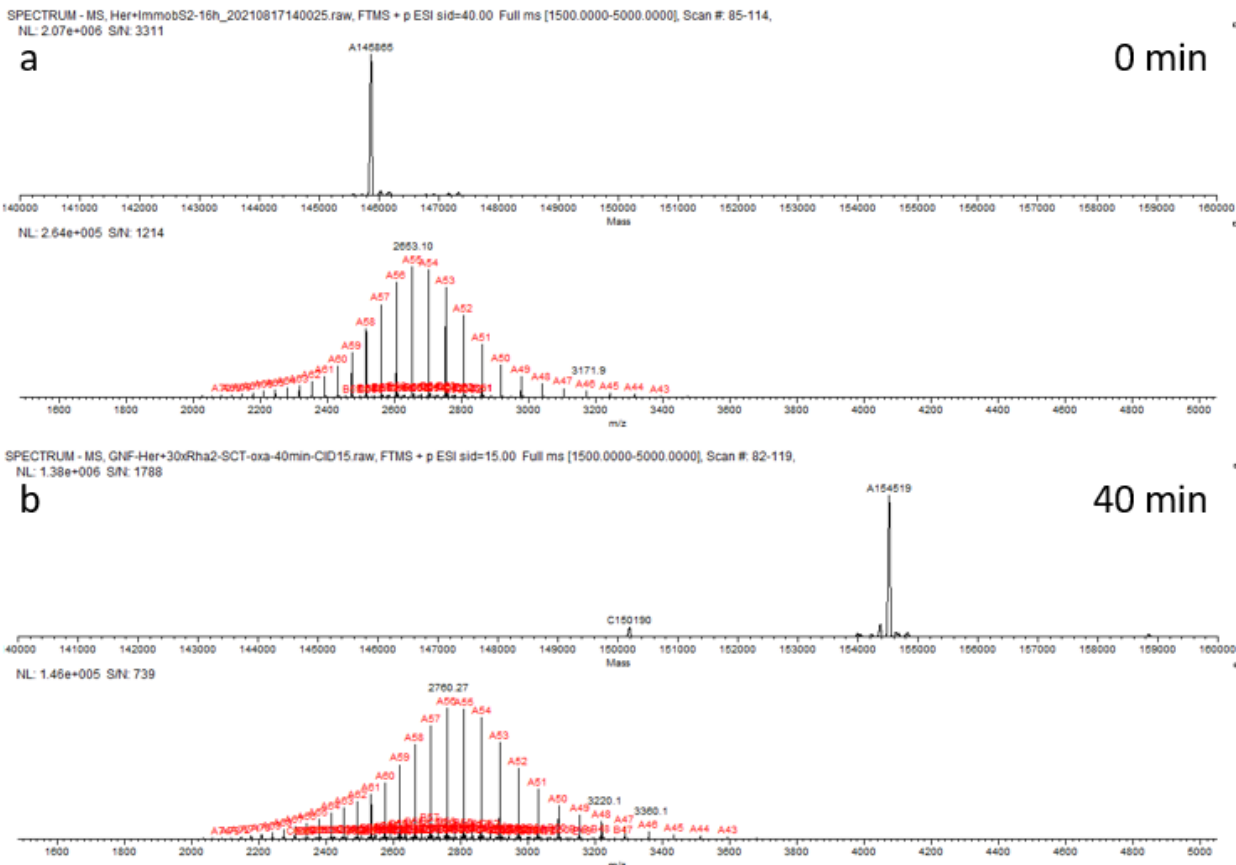 SPECTRUM - MS, Her+ImmobS2-16h_20210817140025.raw, FTMS + p ESI sid=40.00 Full ms [1500.0000-5000.0000], Scan #: 85-114,
NL: 2.07e+006 S/N: 3311
a
A145865
0 min
140000 141000 142000 143000 144000 145000 146000 147000 148000 149000 150000 151000 152000 153000 154000 155000 156000 157000 158000 159000 160000
Mass
NL: 2.64e+005 S/N: 1214
2653.10
A55 A54
A56 A53
A57 A52
A58
A59 A51
A60 A50
A61 A49 3171.9
A48 A47 A46 A45 A44 A43
1600 1800 2000 2200 2400 2600 2800 3000 3200 3400 3600 3800 4000 4200 4400 4600 4800 5000
m/z
SPECTRUM - MS, GNF-Her+30xRha2-SCT-oxa-40min-CID15.raw, FTMS + p ESI sid=15.00 Full ms [1500.0000-5000.0000], Scan #: 82-119,
NL: 1.38e+006 S/N: 1788
b
A154519
40 min
C150190
40000 141000 142000 143000 144000 145000 146000 147000 148000 149000 150000 151000 152000 153000 154000 155000 156000 157000 158000 159000 160000
Mass
NL: 1.46e+005 S/N: 739
2760.27
A56 A55
A57 A54
A58 A53
A59 A52
A60 A51
A61 A50 3220.1
A49 A48 A47 3360.1
A46 A45 A44 A43
1600 1800 2000 2200 2400 2600 2800 3000 3200 3400 3600 3800 4000 4200 4400 4600 4800 5000
m/z